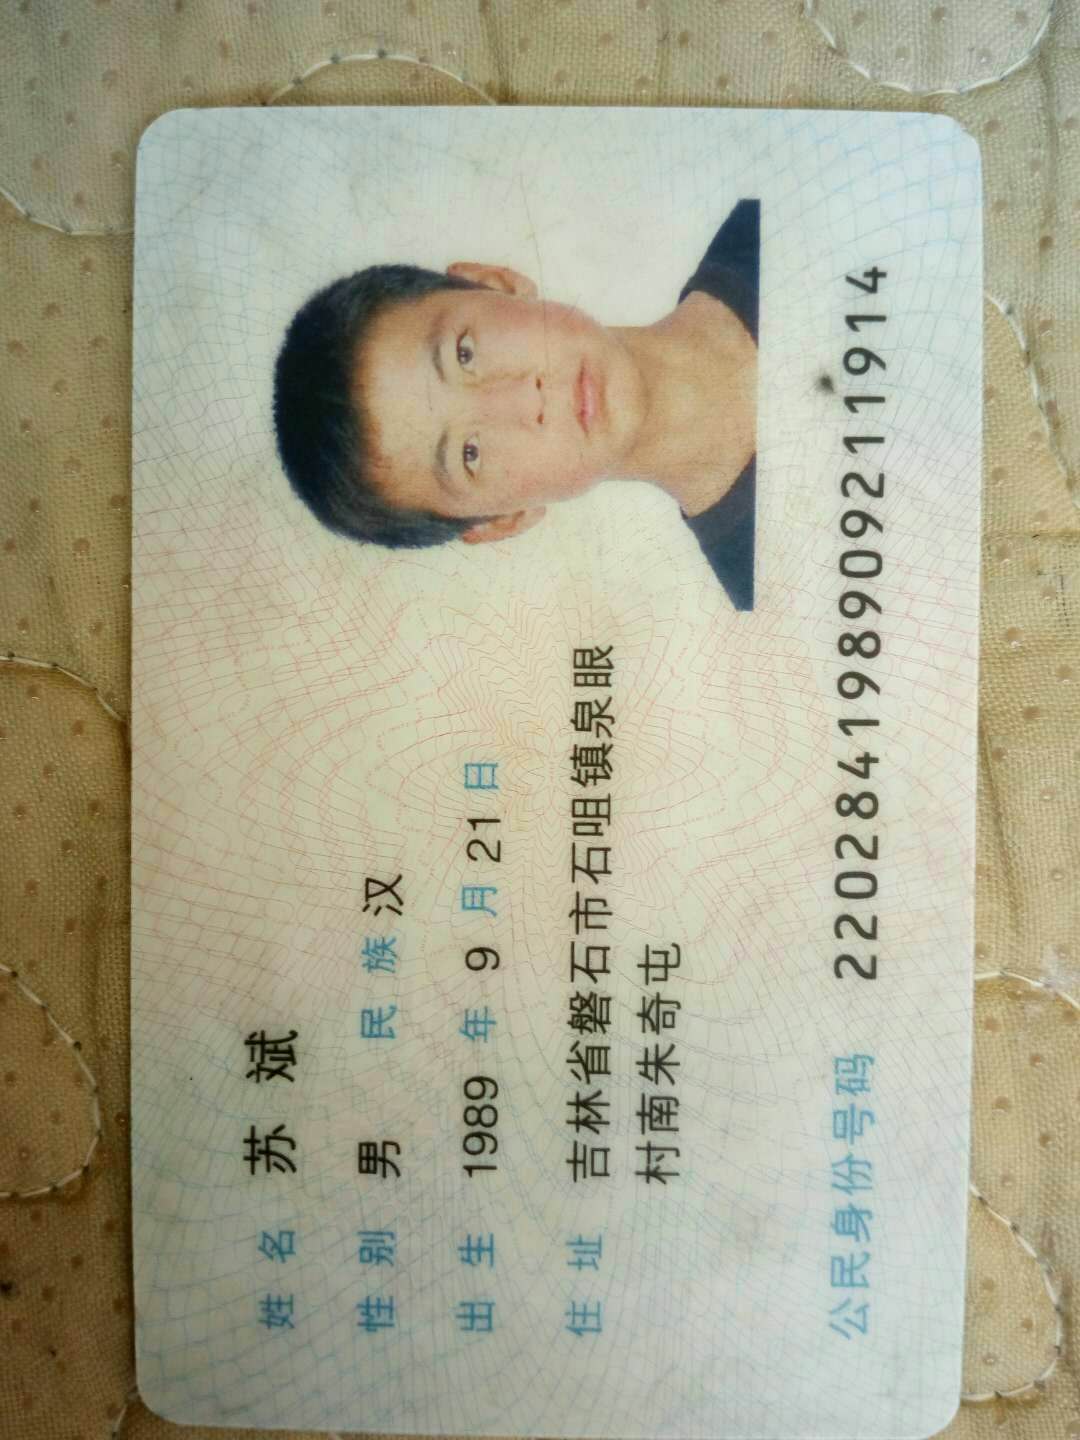 姓名 苏斌
性别 男 民族 汉
出生 1989 年 9 月 21 日
住址 吉林省磐石市石咀镇泉眼
村南朱奇屯
公民身份号码 220284198909211914